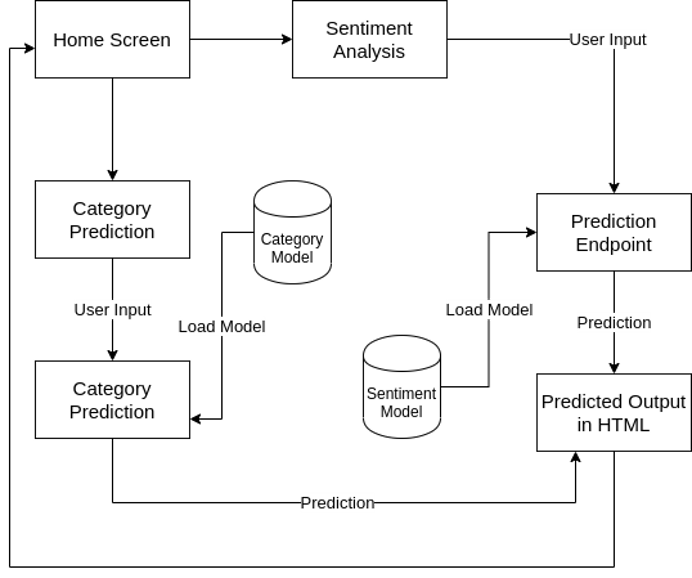 Home Screen
Sentiment
Analysis
User Input
Category
Prediction
Category
Model
Prediction
Endpoint
User Input
Load Model
Load Model
Prediction
Category
Prediction
Sentiment
Model
Predicted Output
in HTML
Prediction